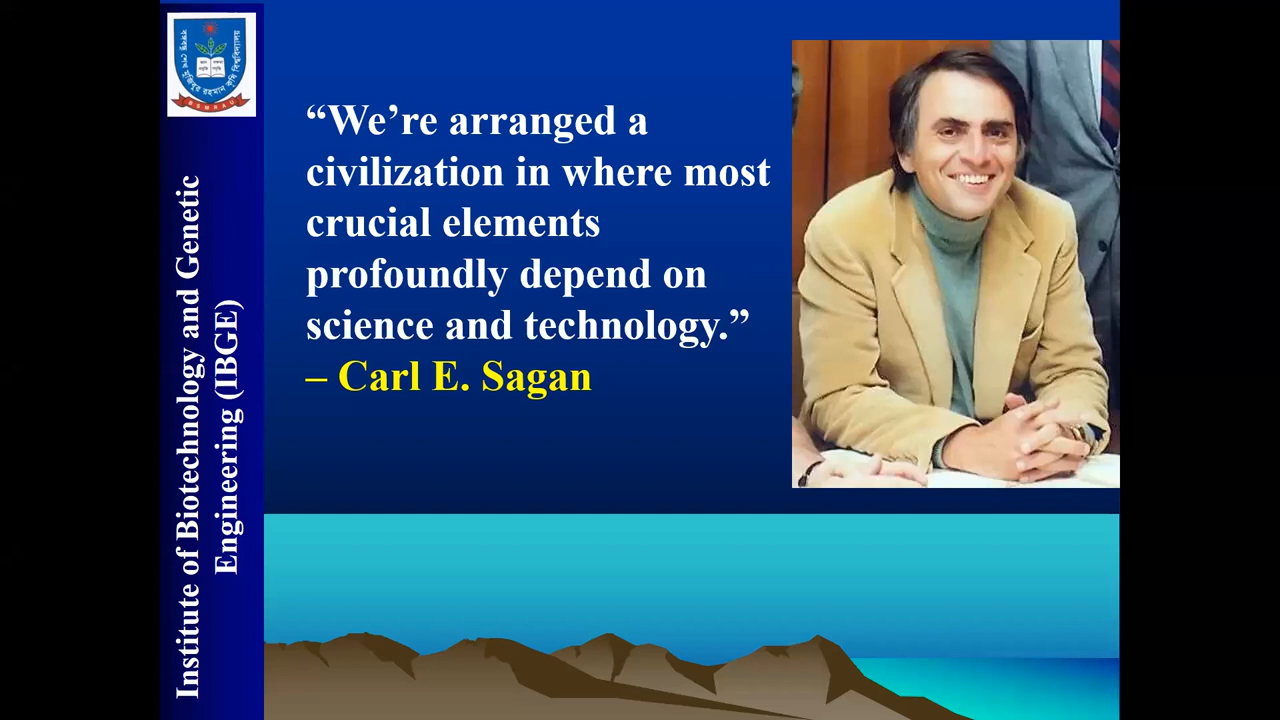 “We’re arranged a
civilization in where most
crucial elements
profoundly depend on
science and technology.”
– Carl E. Sagan
Institute of Biotechnology and Genetic
Engineering (IBGE)
BSMRAU